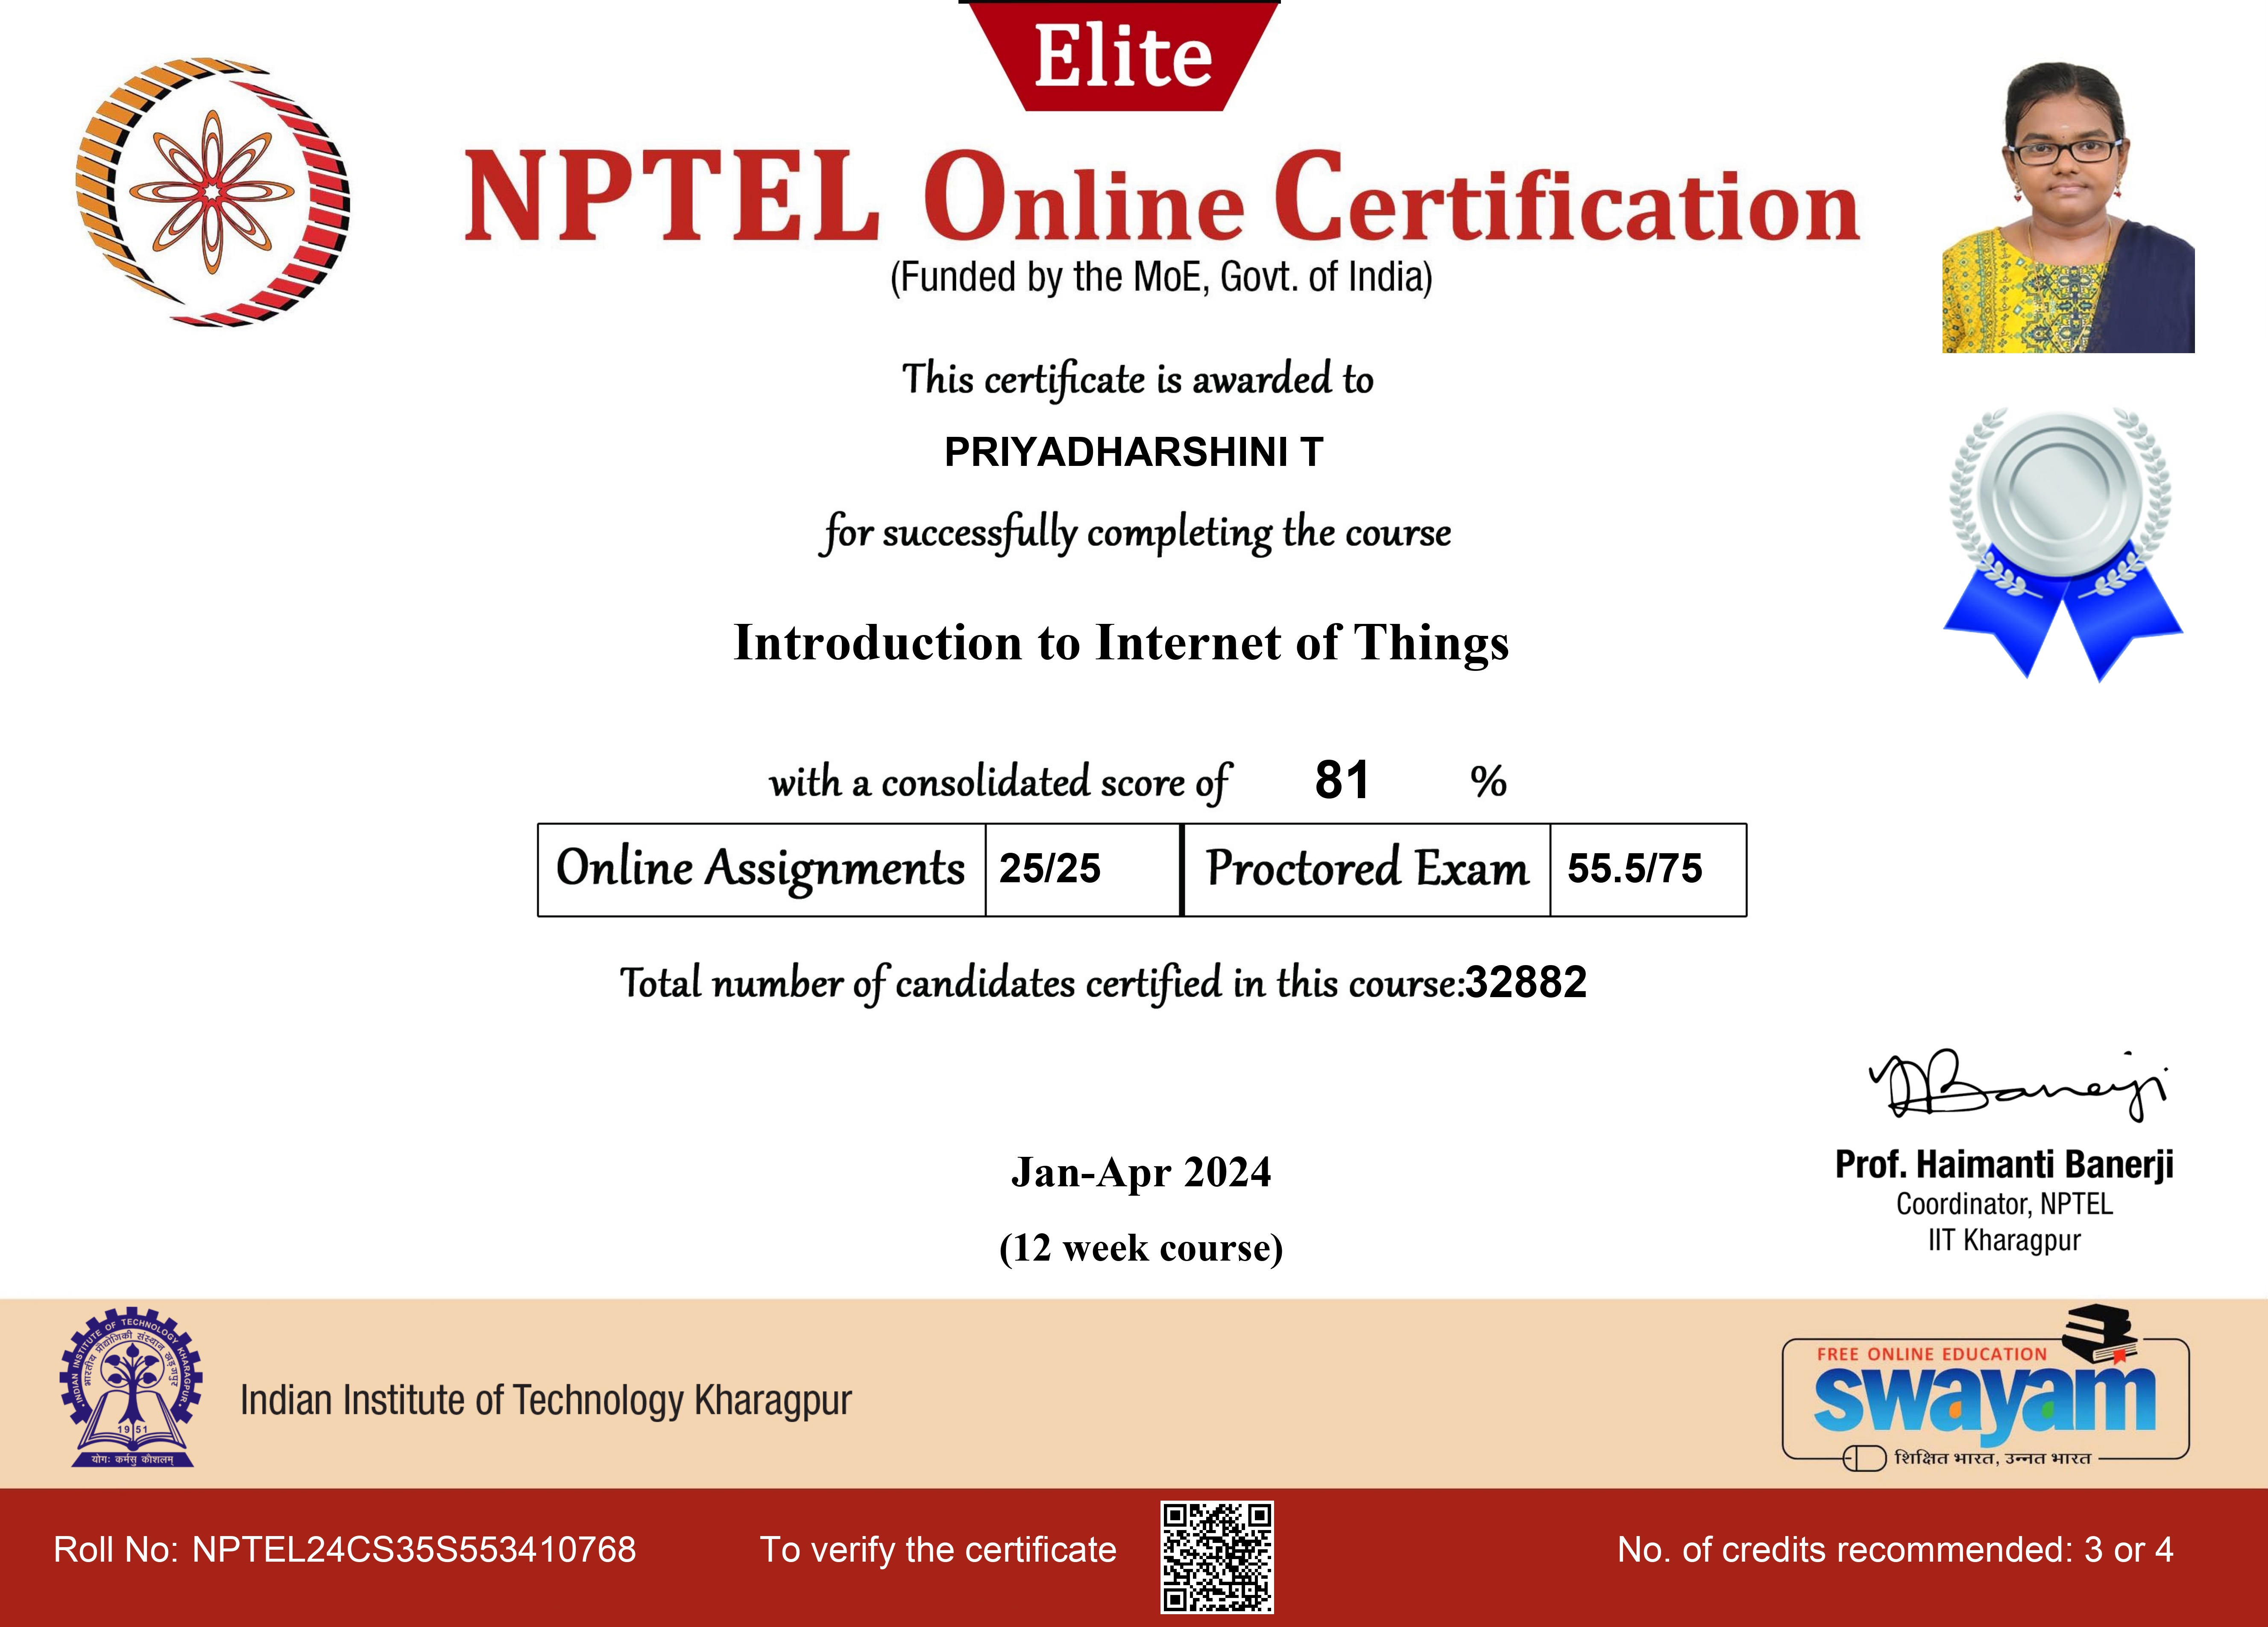 Elite
NPTEL Online Certification
(Funded by the MoE, Govt. of India)
This certificate is awarded to
PRIYADHARSHINI T
for successfully completing the course
Introduction to Internet of Things
with a consolidated score of 81 %
Online Assignments 25/25 Proctored Exam 55.5/75
Total number of candidates certified in this course:32882
Banerji
Prof. Haimanti Banerji
Coordinator, NPTEL
IIT Kharagpur
Jan-Apr 2024
(12 week course)
INDIAN INSTITUTE OF TECHNOLOGY KHARAGPUR
भारतीय प्रौद्योगिकी संस्थान खड़गपुर
1951
योगः कर्मसु कौशलम्
Indian Institute of Technology Kharagpur
FREE ONLINE EDUCATION
swayam
शिक्षित भारत, उन्नत भारत
Roll No: NPTEL24CS35S553410768
To verify the certificate
No. of credits recommended: 3 or 4